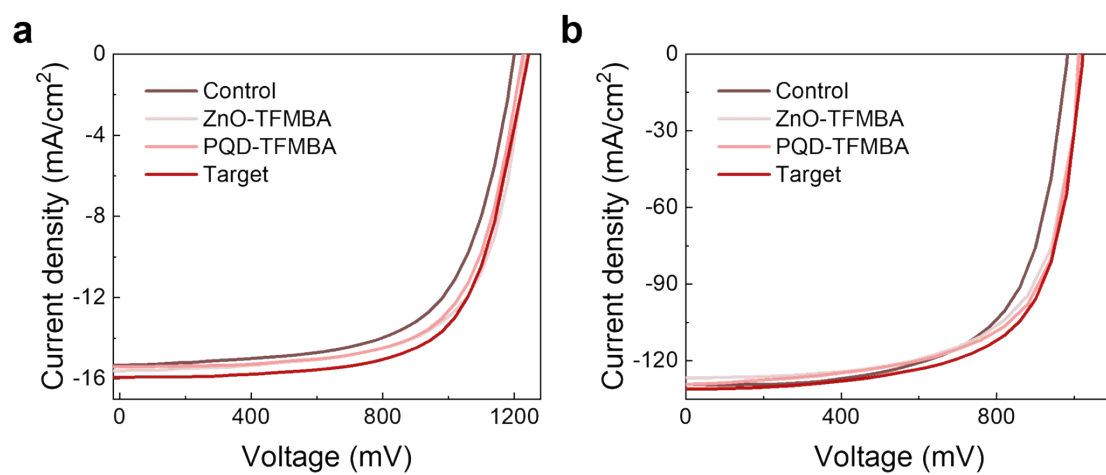 a
0
-4
-8
-12
-16
Current density (mA/cm²)
Control
ZnO-TFMBA
PQD-TFMBA
Target
0
400
800
1200
Voltage (mV)
b
0
-30
-60
-90
-120
Current density (mA/cm²)
Control
ZnO-TFMBA
PQD-TFMBA
Target
0
400
800
Voltage (mV)